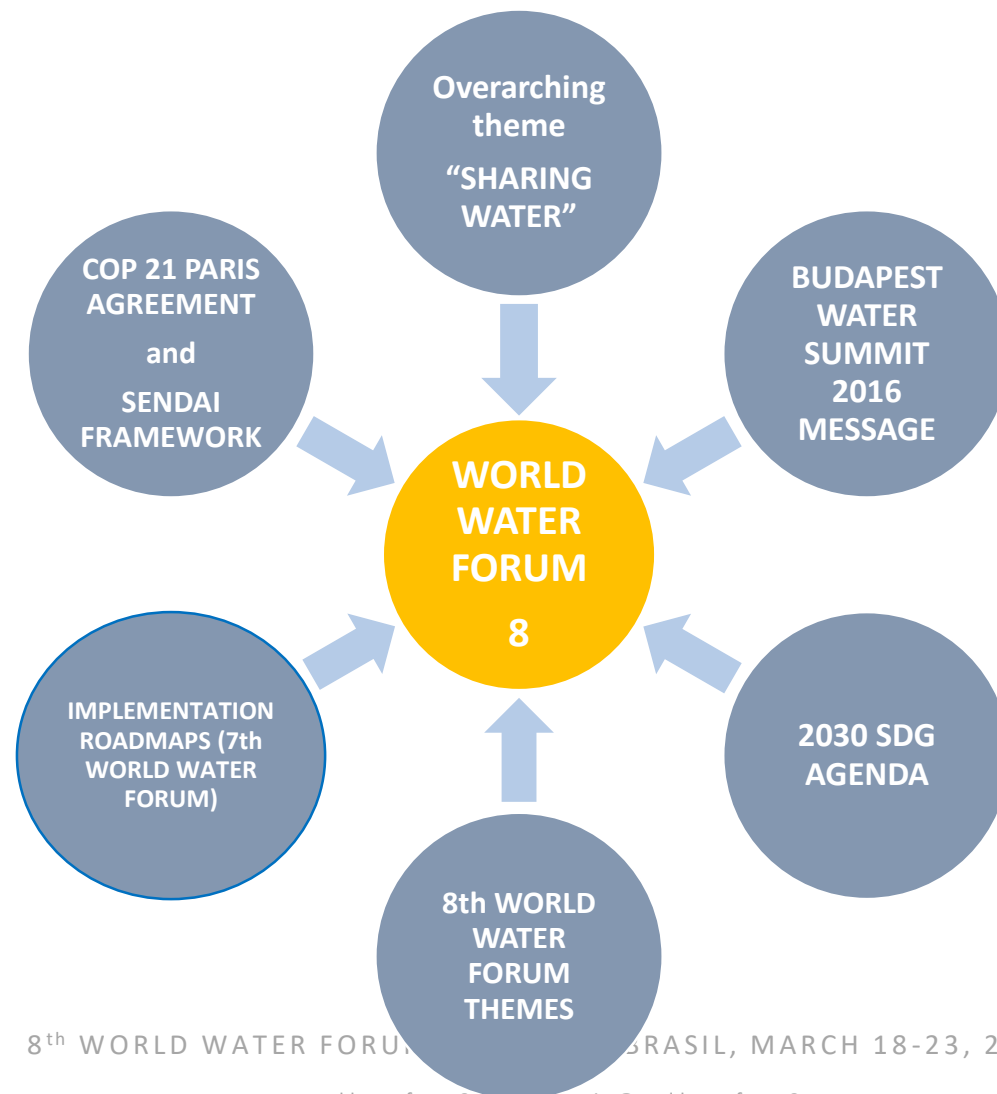 Overarching
theme
“SHARING
WATER”
COP 21 PARIS
AGREEMENT
and
SENDAI
FRAMEWORK
BUDAPEST
WATER
SUMMIT
2016
MESSAGE
WORLD
WATER
FORUM
8
IMPLEMENTATION
ROADMAPS (7th
WORLD WATER
FORUM)
2030 SDG
AGENDA
8th WORLD
WATER
FORUM
THEMES
8th WORLD WATER FORU BRASIL, MARCH 18-23, 2